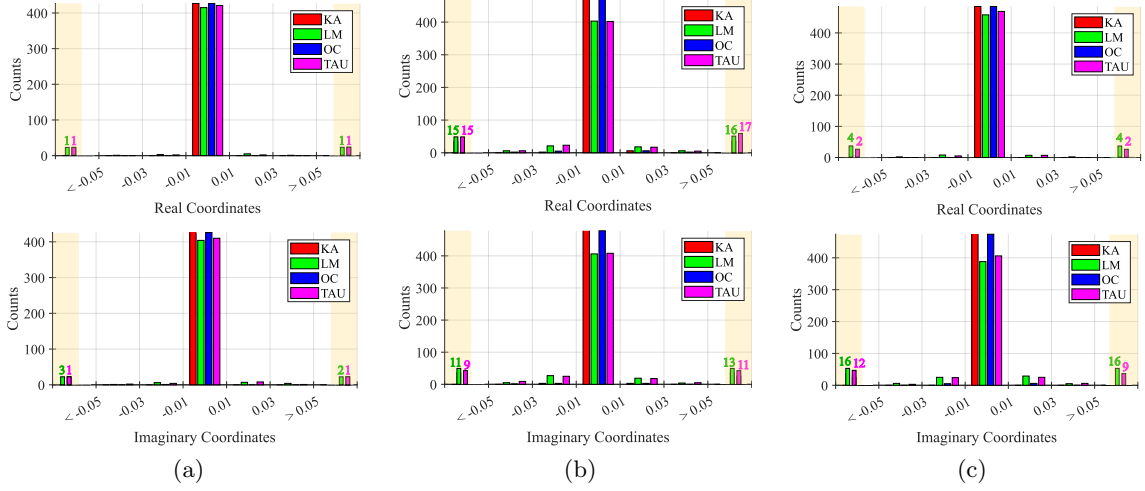 400
300
200
100
0
Counts
KA
LM
OC
TAU
11
11
< -0.05
-0.03
-0.01
0.01
0.03
> 0.05
Real Coordinates
400
300
200
100
0
Counts
KA
LM
OC
TAU
15 15
16 17
< -0.05
-0.03
-0.01
0.01
0.03
> 0.05
Real Coordinates
400
300
200
100
0
Counts
KA
LM
OC
TAU
4 2
4 2
< -0.05
-0.03
-0.01
0.01
0.03
> 0.05
Real Coordinates
400
300
200
100
0
Counts
KA
LM
OC
TAU
31
21
< -0.05
-0.03
-0.01
0.01
0.03
> 0.05
Imaginary Coordinates
400
300
200
100
0
Counts
KA
LM
OC
TAU
11 9
13 11
< -0.05
-0.03
-0.01
0.01
0.03
> 0.05
Imaginary Coordinates
400
300
200
100
0
Counts
KA
LM
OC
TAU
16 12
16 9
< -0.05
-0.03
-0.01
0.01
0.03
> 0.05
Imaginary Coordinates
(a)
(b)
(c)